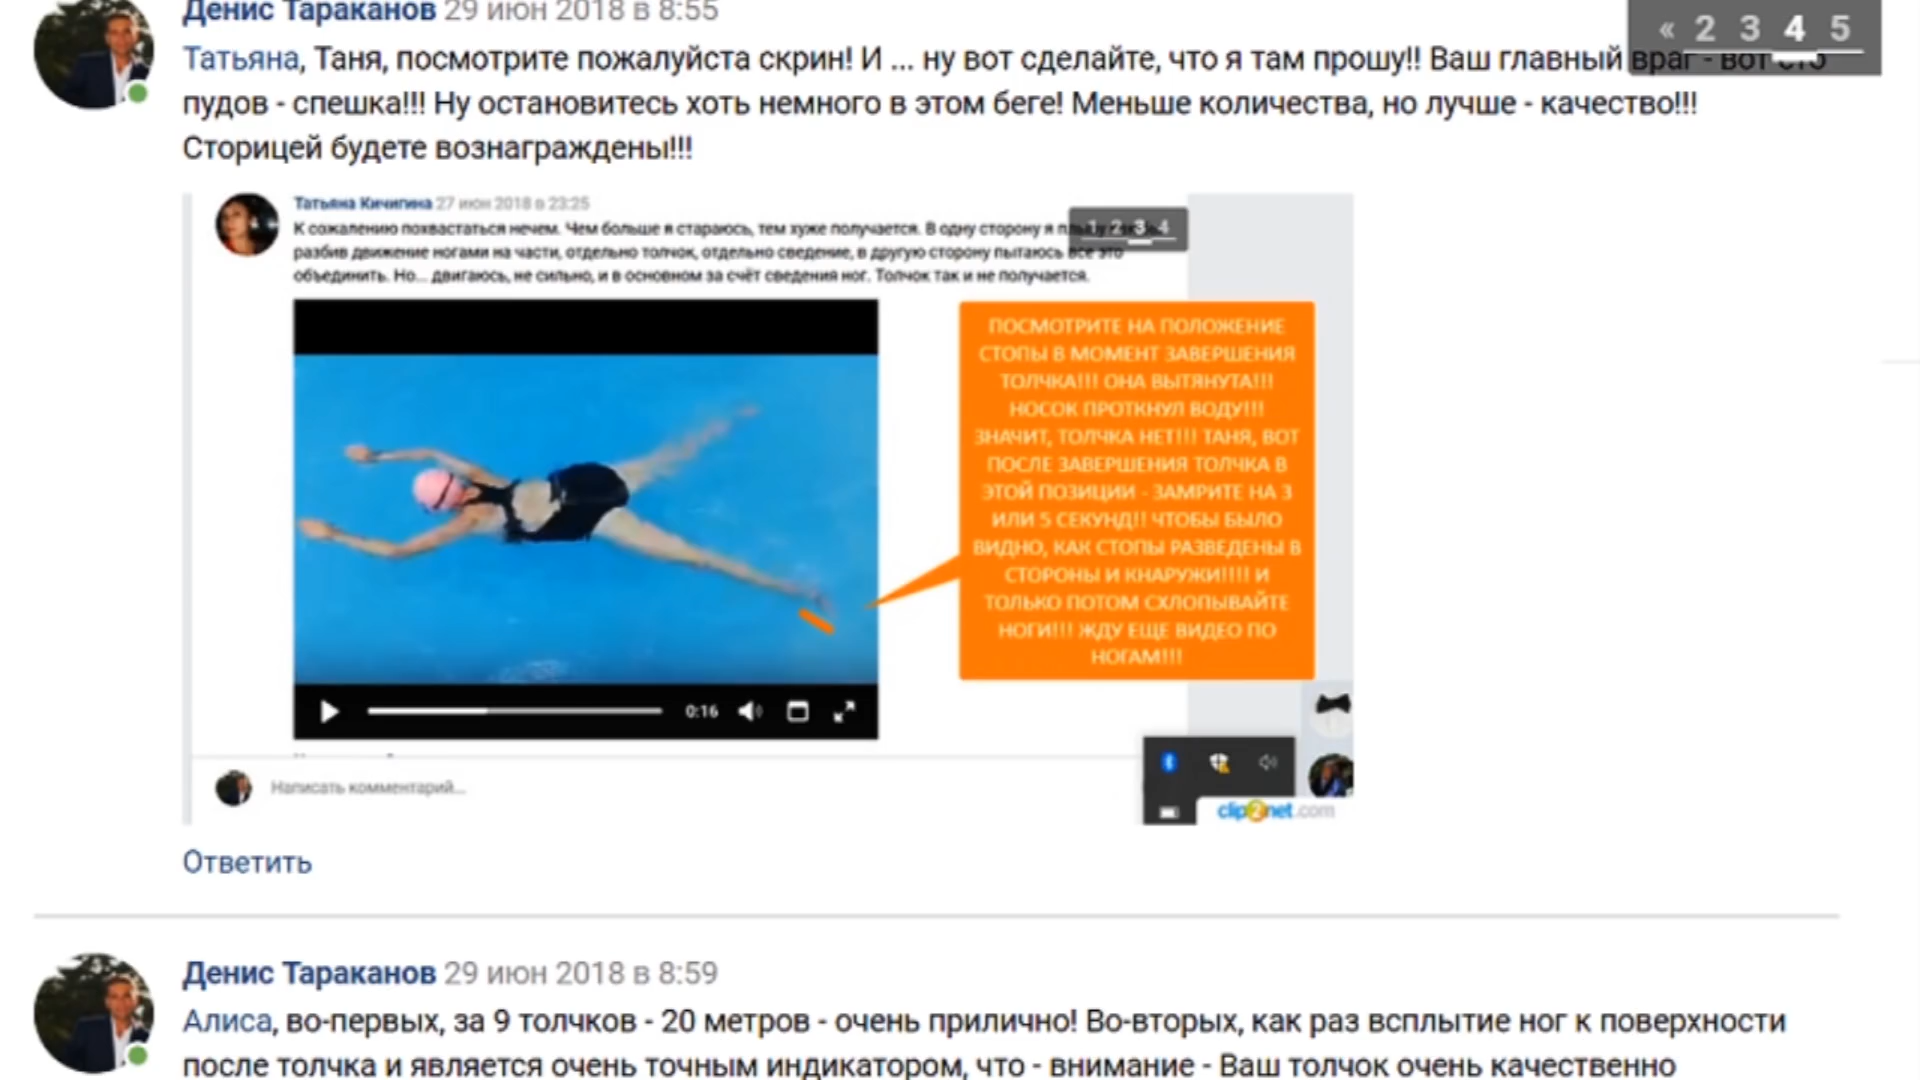 Денис Тараканов 29 июн 2018 в 8:55
« 2 3 4 5
Татьяна, Таня, посмотрите пожалуйста скрин! И ... ну вот сделайте, что я там прошу!! Ваш главный враг - вот сто
пудов - спешка!!! Ну остановитесь хоть немного в этом беге! Меньше количества, но лучше - качество!!!
Сторицей будете вознаграждены!!!
Татьяна Кичигина 27 июн 2018 в 23:25
1 2 3 4
К сожалению похвастаться нечем. Чем больше я стараюсь, тем хуже получается. В одну сторону я
разбив движение ногами на части, отдельно толчок, отдельно сведение, в другую сторону пытаюсь все это
объединить. Но... двигаюсь, не сильно, и в основном за счёт сведения ног. Толчок так и не получается.
ПОСМОТРИТЕ НА ПОЛОЖЕНИЕ
СТОПЫ В МОМЕНТ ЗАВЕРШЕНИЯ
ТОЛЧКА!!! ОНА ВЫТЯНУТА!!!
НОСОК ПРОТКНУЛ ВОДУ!!!
ЗНАЧИТ, ТОЛЧКА НЕТ!!! ТАНЯ, ВОТ
ПОСЛЕ ЗАВЕРШЕНИЯ ТОЛЧКА В
ЭТОЙ ПОЗИЦИИ - ЗАМРИТЕ НА 3
ИЛИ 5 СЕКУНД!! ЧТОБЫ БЫЛО
ВИДНО, КАК СТОПЫ РАЗВЕДЕНЫ В
СТОРОНЫ И КНАРУЖИ!!!! И
ТОЛЬКО ПОТОМ СХЛОПЫВАЙТЕ
НОГИ!!! ЖДУ ЕЩЕ ВИДЕО ПО
НОГАМ!!!
0:16
Написать комментарий...
clip2net.com
Ответить
Денис Тараканов 29 июн 2018 в 8:59
Алиса, во-первых, за 9 толчков - 20 метров - очень прилично! Во-вторых, как раз всплытие ног к поверхности
после толчка и является очень точным индикатором, что - внимание - Ваш толчок очень качественно